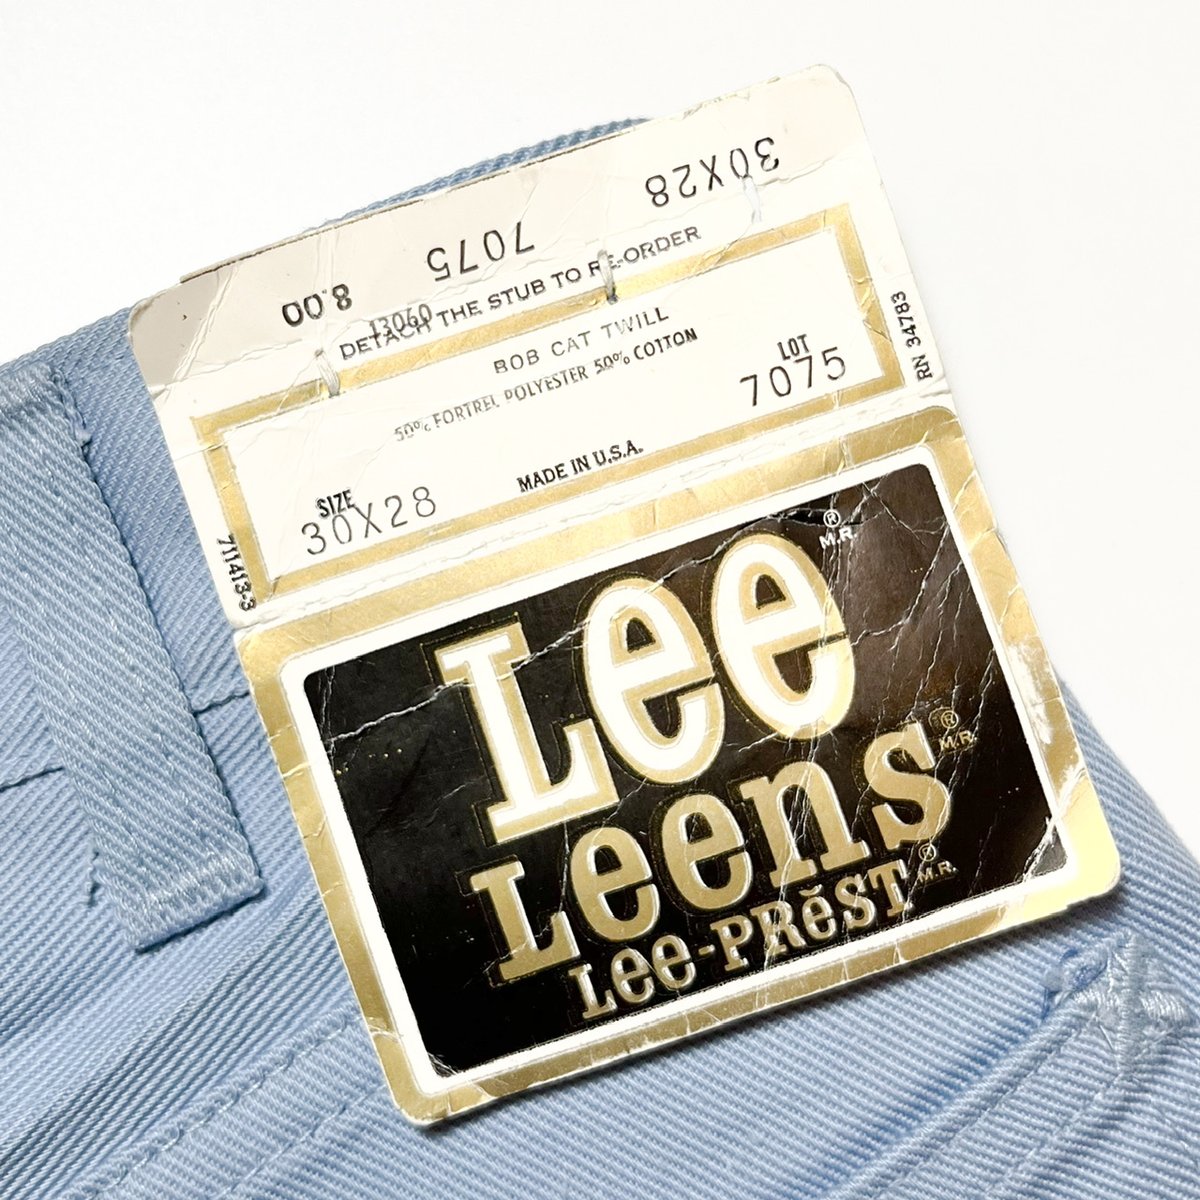 30X28
7075
8.00
13060
DETACH THE STUB TO RE-ORDER
BOB CAT TWILL
50% FORTREL POLYESTER 50% COTTON
LOT
7075
MADE IN U.S.A.
SIZE
30X28
711413-3
RN 34783
Lee ® M.R.
Leens ® M.R.
Lee-PRĕST ® M.R.